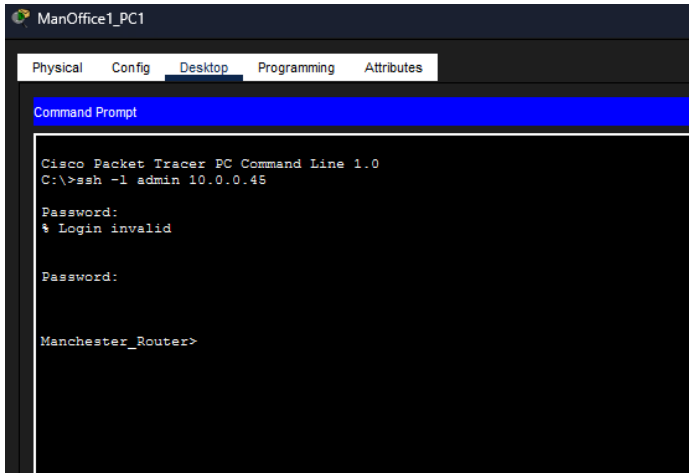 ManOffice1_PC1
Physical Config Desktop Programming Attributes
Command Prompt
Cisco Packet Tracer PC Command Line 1.0
C:\>ssh -l admin 10.0.0.45
Password:
% Login invalid
Password:
Manchester_Router>